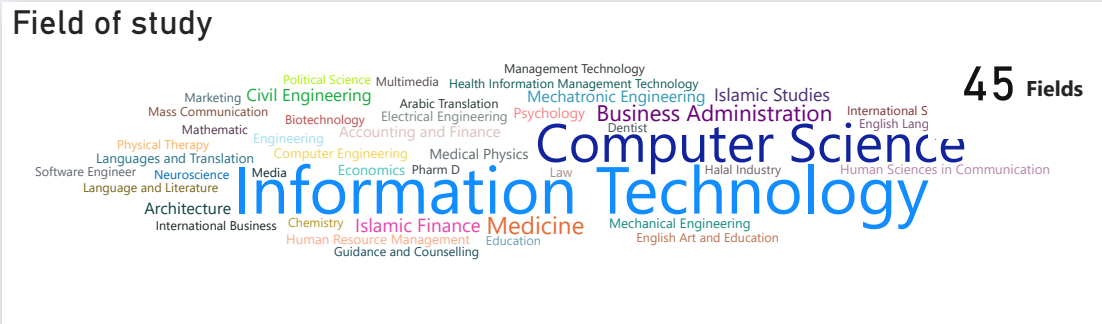 Field of study
Management Technology
Political Science
Multimedia
Health Information Management Technology
45 Fields
Marketing
Civil Engineering
Mechatronic Engineering
Islamic Studies
Arabic Translation
Mass Communication
Biotechnology
Electrical Engineering
Psychology
Business Administration
International S
English Lang
Mathematic
Engineering
Accounting and Finance
Dentist
Physical Therapy
Computer Engineering
Medical Physics
Computer Science
Languages and Translation
Software Engineer
Neuroscience
Media
Economics
Pharm D
Law
Halal Industry
Human Sciences in Communication
Language and Literature
Information Technology
Architecture
International Business
Chemistry
Islamic Finance
Medicine
Mechanical Engineering
Human Resource Management
Education
English Art and Education
Guidance and Counselling